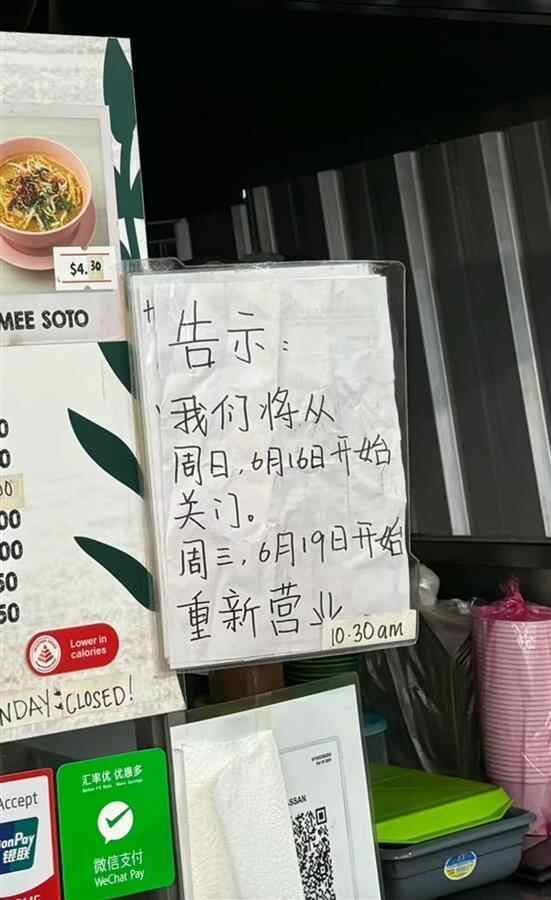 $4.30
MEE SOTO
告示：
我们将从
周日，6月16日开始
关门。
周三，6月19日开始
重新营业
10·30am
Lower in
calories
CLOSED!
Accept
银联
汇率优 优惠多
微信支付
WeChat Pay